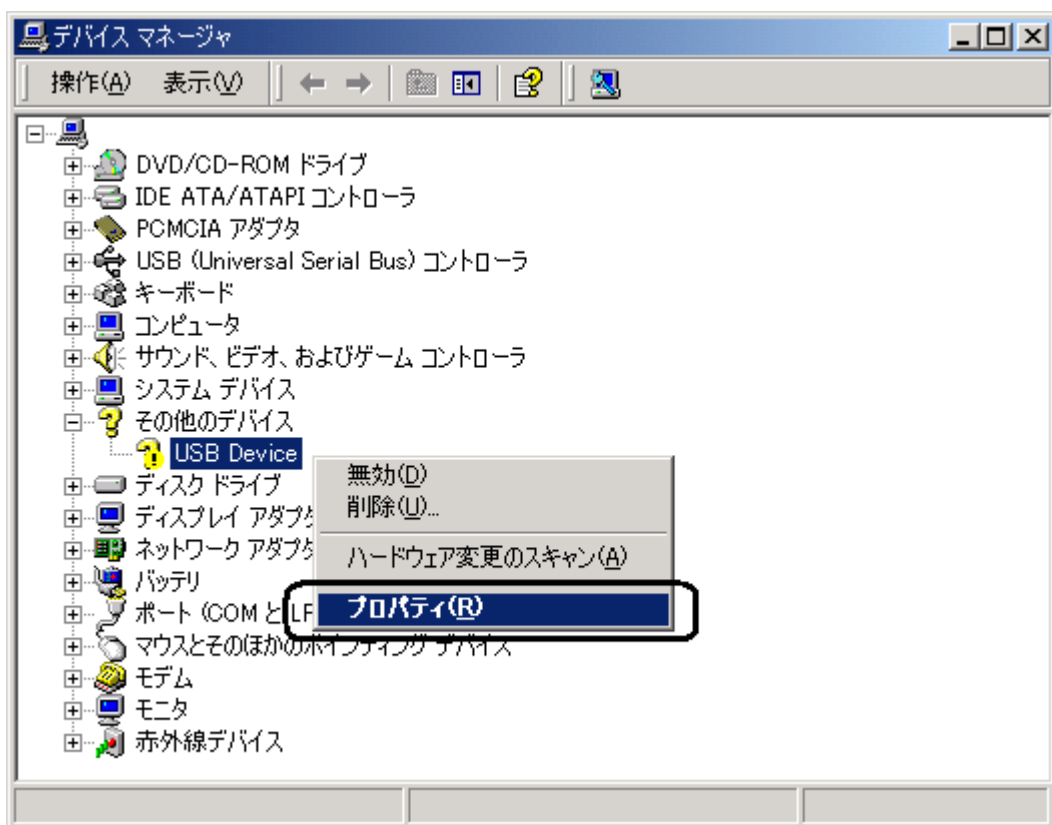 デバイス マネージャ
操作(A) 表示(V)
DVD/CD-ROM ドライブ
IDE ATA/ATAPI コントローラ
PCMCIA アダプタ
USB (Universal Serial Bus) コントローラ
キーボード
コンピュータ
サウンド、ビデオ、およびゲーム コントローラ
システム デバイス
その他のデバイス
USB Device
ディスク ドライブ
ディスプレイ アダプタ
ネットワーク アダプタ
バッテリ
ポート (COM と LP
マウスとそのほかのポインティング デバイス
モデム
モニタ
赤外線デバイス
無効(D)
削除(U)...
ハードウェア変更のスキャン(A)
プロパティ(R)